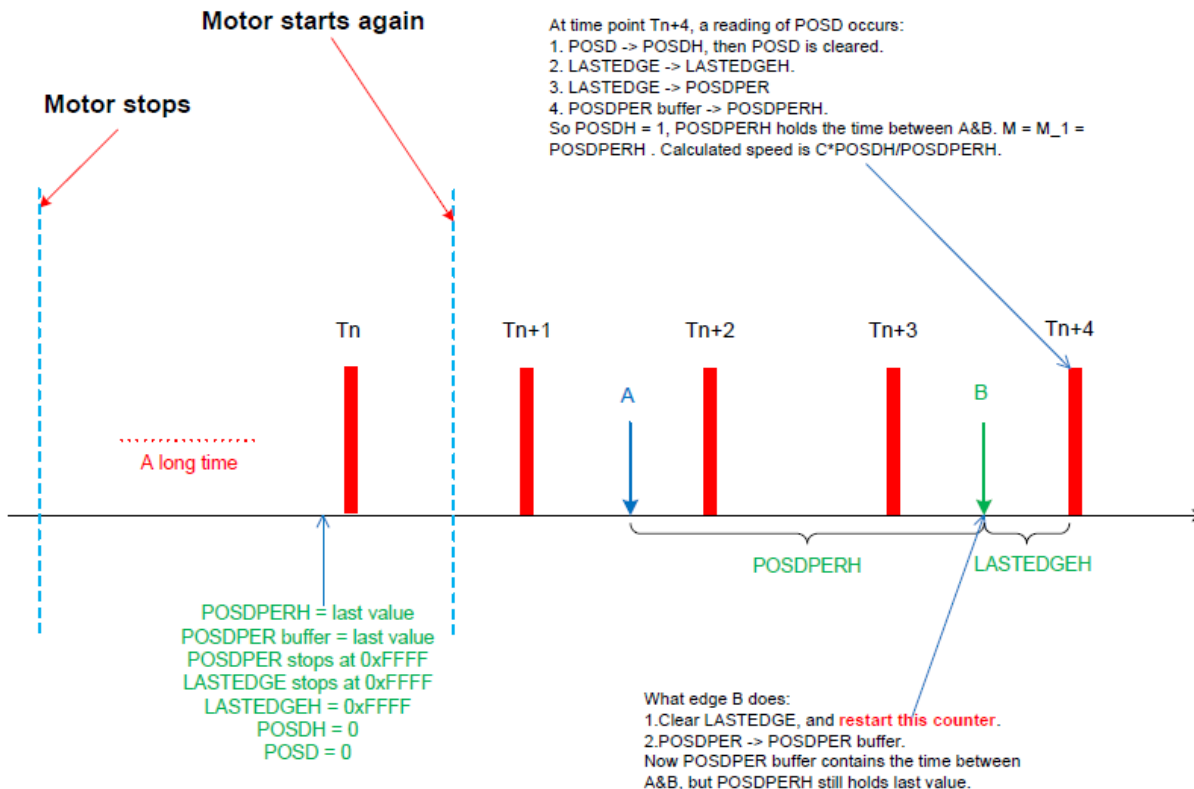 Motor starts again
Motor stops
At time point Tn+4, a reading of POSD occurs:
1. POSD -> POSDH, then POSD is cleared.
2. LASTEDGE -> LASTEDGEH.
3. LASTEDGE -> POSDPER
4. POSDPER buffer -> POSDPERH.
So POSDH = 1, POSDPERH holds the time between A&B. M = M_1 =
POSDPERH . Calculated speed is C*POSDH/POSDPERH.
Tn
Tn+1
Tn+2
Tn+3
Tn+4
A
B
A long time
POSDPERH
LASTEDGEH
POSDPERH = last value
POSDPER buffer = last value
POSDPER stops at 0xFFFF
LASTEDGE stops at 0xFFFF
LASTEDGEH = 0xFFFF
POSDH = 0
POSD = 0
What edge B does:
1.Clear LASTEDGE, and restart this counter.
2.POSDPER -> POSDPER buffer.
Now POSDPER buffer contains the time between
A&B, but POSDPERH still holds last value.